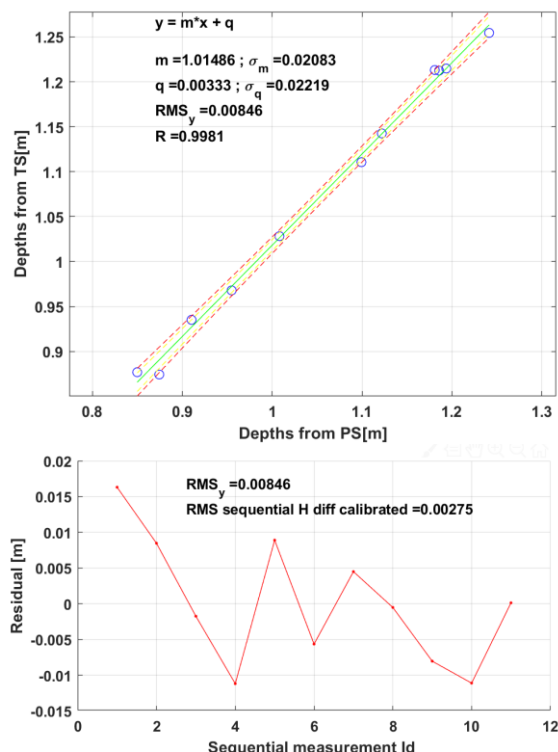 y = m*x + q
m =1.01486 ; σm =0.02083
q =0.00333 ; σq =0.02219
RMSy =0.00846
R =0.9981
1.25
1.2
1.15
1.1
1.05
1
0.95
0.9
Depths from TS[m]
0.8 0.9 1 1.1 1.2 1.3
Depths from PS[m]
RMSy =0.00846
RMS sequential H diff calibrated =0.00275
0.02
0.015
0.01
0.005
0
-0.005
-0.01
-0.015
Residual [m]
0 2 4 6 8 10 12
Sequential measurement Id